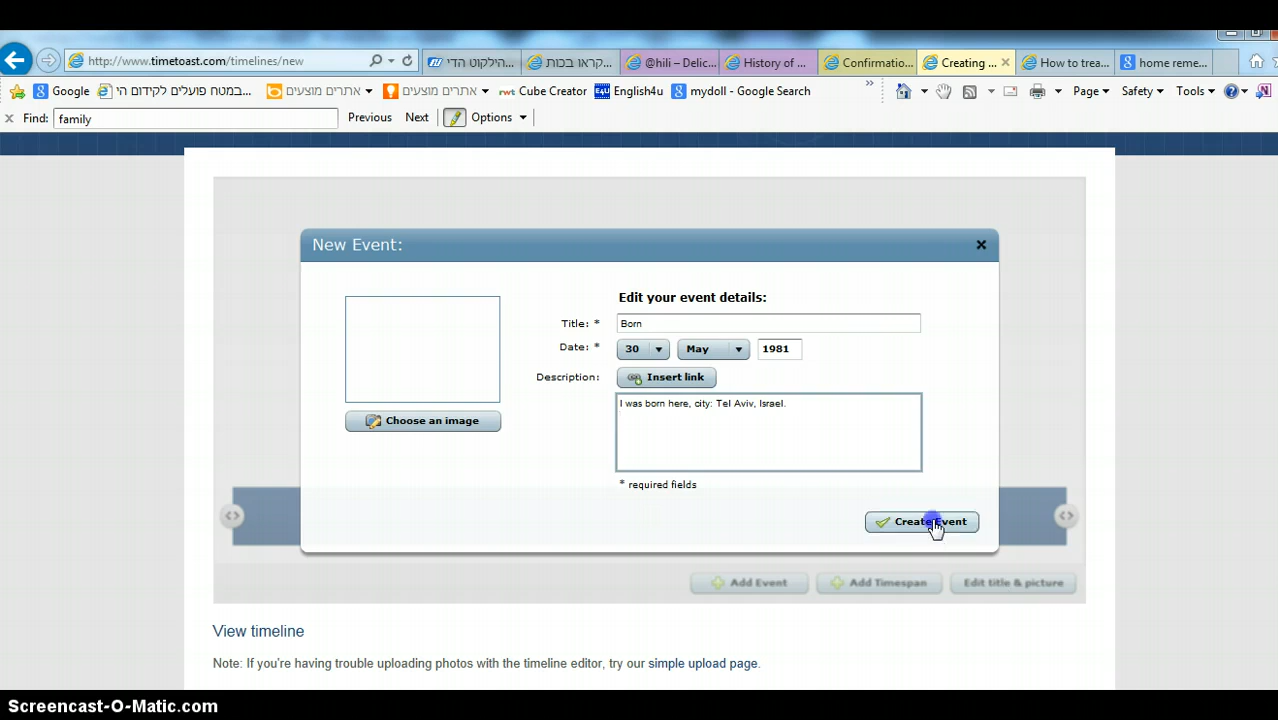 http://www.timetoast.com/timelines/new
הילקוט הדי...
קראו בכות...
@hili – Delic...
History of ...
Confirmatio...
Creating ...
How to trea...
home reme...
Google
במטח פועלים לקידום הי...
אתרים מוצעים
אתרים מוצעים
rwt Cube Creator
E4U English4u
mydoll - Google Search
»
Page
Safety
Tools
Find: family
Previous
Next
Options
New Event:
Edit your event details:
Title: * Born
Date: * 30 May 1981
Description: Insert link
Choose an image
I was born here, city: Tel Aviv, Israel.
* required fields
Create Event
Add Event
Add Timespan
Edit title & picture
View timeline
Note: If you're having trouble uploading photos with the timeline editor, try our simple upload page.
Screencast-O-Matic.com